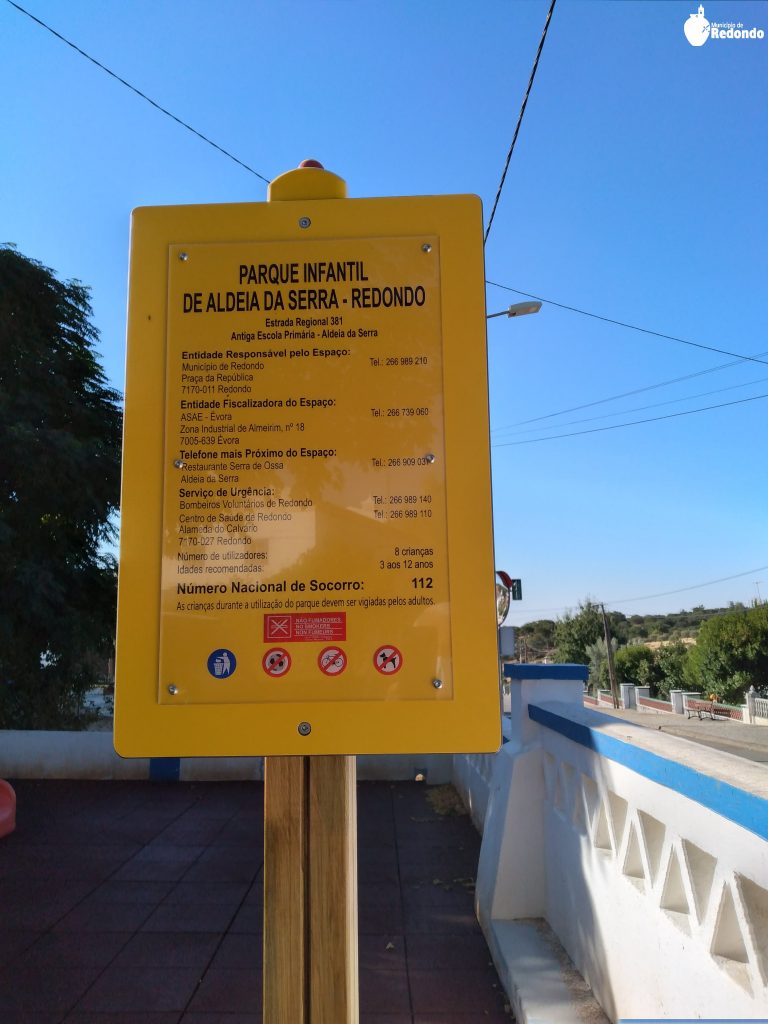 Município de
Redondo
PARQUE INFANTIL
DE ALDEIA DA SERRA - REDONDO
Estrada Regional 381
Antiga Escola Primária - Aldeia da Serra
Entidade Responsável pelo Espaço:
Município de Redondo Tel.: 266 989 210
Praça da República
7170-011 Redondo
Entidade Fiscalizadora do Espaço:
ASAE - Évora Tel.: 266 739 060
Zona Industrial de Almeirim, nº 18
7005-639 Évora
Telefone mais Próximo do Espaço:
Restaurante Serra de Ossa Tel.: 266 909 037
Aldeia da Serra
Serviço de Urgência:
Bombeiros Voluntários de Redondo Tel.: 266 989 140
Centro de Saúde de Redondo Tel.: 266 989 110
Alameda do Calvário
7170-027 Redondo
Número de utilizadores: 8 crianças
Idades recomendadas: 3 aos 12 anos
Número Nacional de Socorro: 112
As crianças durante a utilização do parque devem ser vigiadas pelos adultos.
NÃO FUMADORES
NO SMOKERS
NON FUMEURS